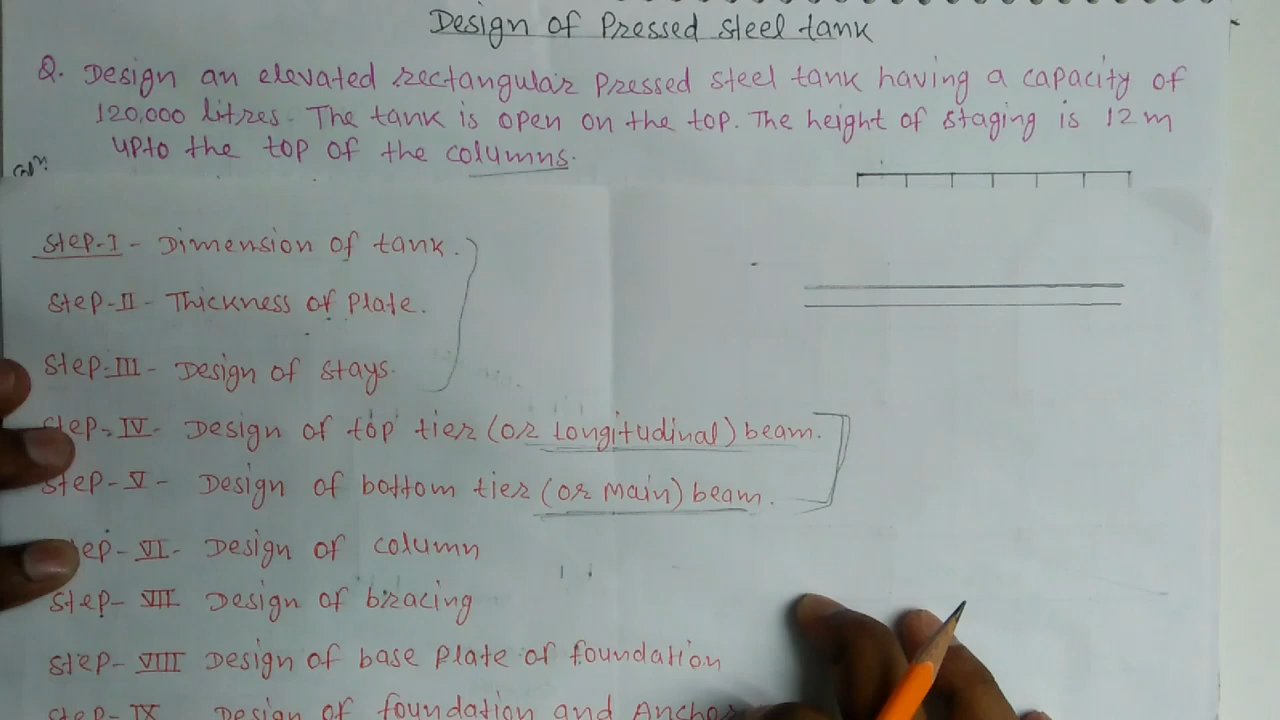 Design of Pressed steel tank
Q. Design an elevated rectangular Pressed steel tank having a capacity of
120,000 litres. The tank is open on the top. The height of staging is 12 m
upto the top of the columns.
Solⁿ
Step-I - Dimension of tank.
Step-II - Thickness of Plate.
Step-III - Design of stays.
Step-IV - Design of top tier (or Longitudinal) beam.
Step-V - Design of bottom tier (or main) beam.
Step-VI - Design of column
Step-VII Design of bracing
Step-VIII Design of base Plate of foundation
Step-IX Design of foundation and